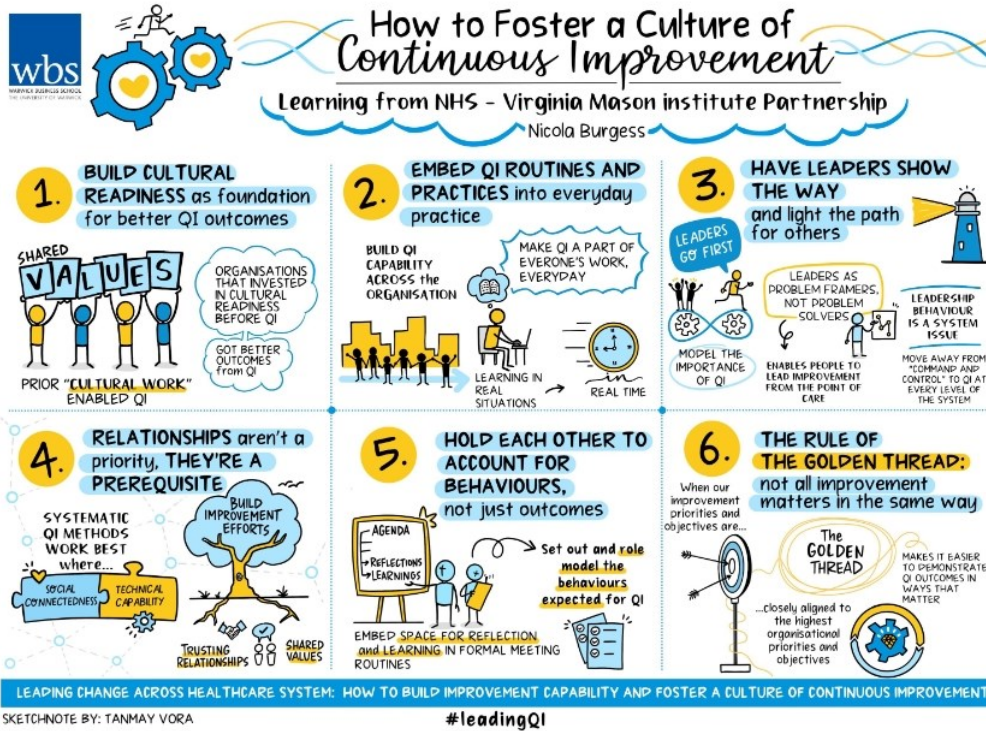 wbs
WARWICK BUSINESS SCHOOL
THE UNIVERSITY OF WARWICK
How to Foster a Culture of
Continuous Improvement
Learning from NHS - Virginia Mason institute Partnership
Nicola Burgess
1.
BUILD CULTURAL
READINESS as foundation
for better QI outcomes
SHARED
VALUES
ORGANISATIONS
THAT INVESTED
IN CULTURAL
READINESS
BEFORE QI
GOT BETTER
OUTCOMES
from QI
PRIOR "CULTURAL WORK"
ENABLED QI
2.
EMBED QI ROUTINES AND
PRACTICES into everyday
practice
BUILD QI
CAPABILITY
ACROSS the
ORGANISATION
MAKE QI A PART OF
EVERONE'S WORK,
EVERYDAY
LEARNING IN
REAL
SITUATIONS
in
REAL TIME
3.
HAVE LEADERS SHOW
THE WAY
and light the path
for others
LEADERS
GO FIRST
MODEL THE
IMPORTANCE
OF QI
LEADERS AS
PROBLEM FRAMERS,
NOT PROBLEM
SOLVERS
ENABLES PEOPLE TO
LEAD IMPROVEMENT
FROM THE POINT OF
CARE
LEADERSHIP
BEHAVIOUR
IS A SYSTEM
ISSUE
MOVE AWAY FROM
"COMMAND AND
CONTROL" TO QI AT
EVERY LEVEL OF
THE SYSTEM
4.
RELATIONSHIPS aren't a
priority, THEY'RE A
PREREQUISITE
SYSTEMATIC
QI METHODS
WORK BEST
where...
SOCIAL
CONNECTEDNESS
TECHNICAL
CAPABILITY
BUILD
IMPROVEMENT
EFFORTS
TRUSTING
RELATIONSHIPS
SHARED
VALUES
5.
HOLD EACH OTHER TO
ACCOUNT FOR
BEHAVIOURS,
not just outcomes
AGENDA
REFLECTIONS
LEARNINGS
Set out and role
model the
behaviours
expected for QI
EMBED SPACE FOR REFLECTION
and LEARNING IN FORMAL MEETING
ROUTINES
6.
THE RULE OF
THE GOLDEN THREAD:
not all improvement
matters in the same way
When our
improvement
priorities and
objectives are...
The
GOLDEN
THREAD
...closely aligned to
the highest
organisational
priorities and
objectives
MAKES IT EASIER
TO DEMONSTRATE
QI OUTCOMES IN
WAYS THAT
MATTER
LEADING CHANGE ACROSS HEALTHCARE SYSTEM: HOW TO BUILD IMPROVEMENT CAPABILITY AND FOSTER A CULTURE OF CONTINUOUS IMPROVEMENT
SKETCHNOTE BY: TANMAY VORA
#leadingQI